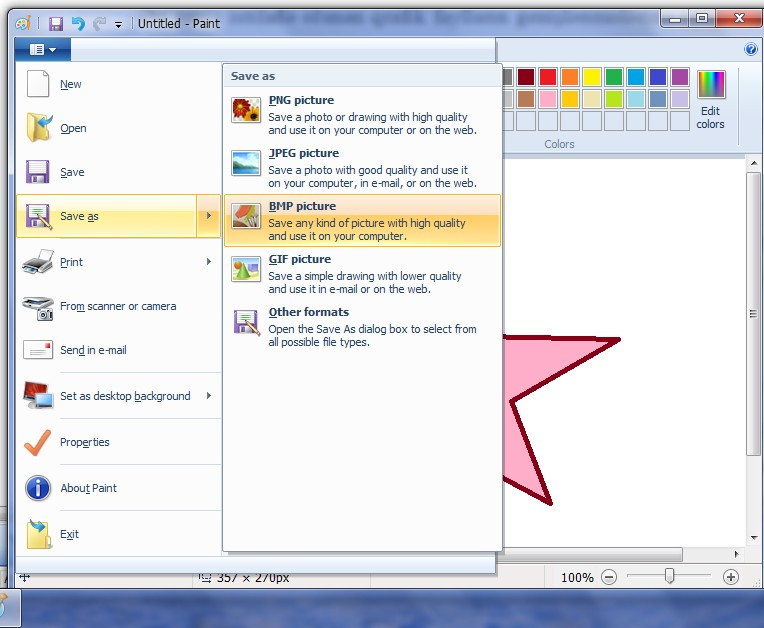 Untitled - Paint
New
Open
Save
Save as
Print
From scanner or camera
Send in e-mail
Set as desktop background
Properties
About Paint
Exit
Save as
PNG picture
Save a photo or drawing with high quality
and use it on your computer or on the web.
JPEG picture
Save a photo with good quality and use it
on your computer, in e-mail, or on the web.
BMP picture
Save any kind of picture with high quality
and use it on your computer.
GIF picture
Save a simple drawing with lower quality
and use it in e-mail or on the web.
Other formats
Open the Save As dialog box to select from
all possible file types.
Edit
colors
Colors
357 × 270px
100%